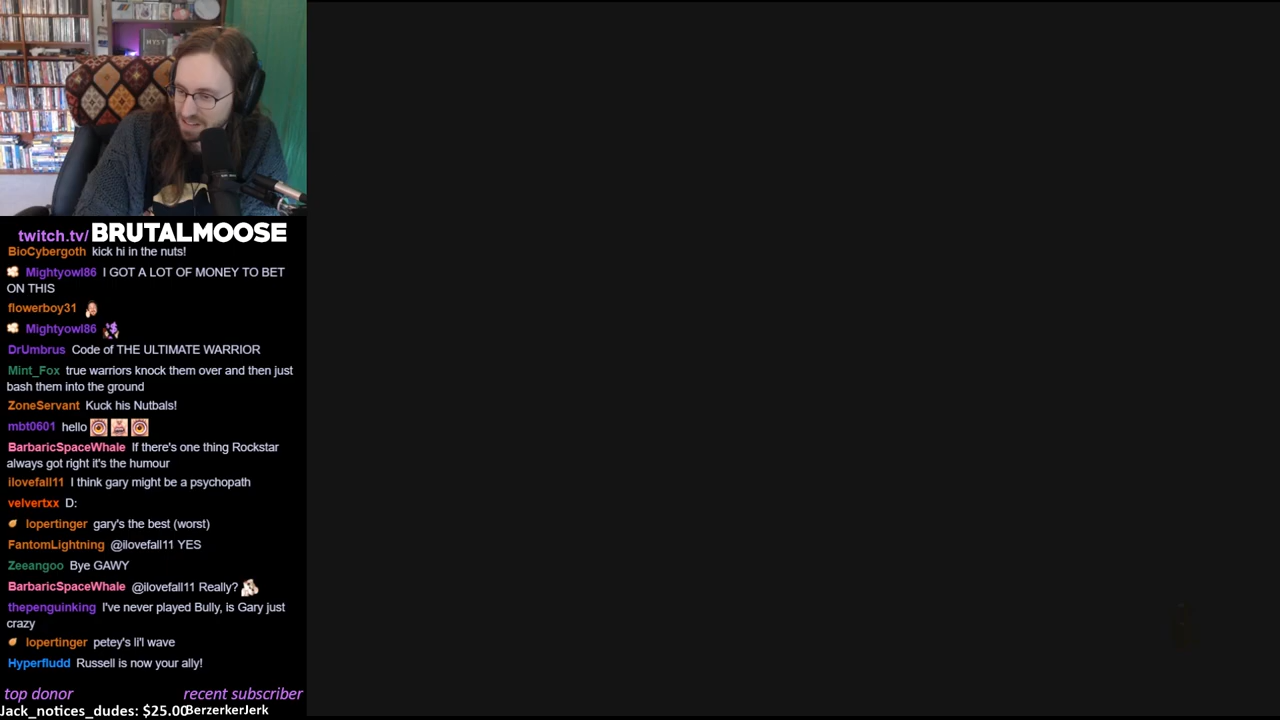 MYST
twitch.tv/BRUTALMOOSE
BioCybergoth kick hi in the nuts!
Mightyowl86 I GOT A LOT OF MONEY TO BET
ON THIS
flowerboy31
Mightyowl86
DrUmbrus Code of THE ULTIMATE WARRIOR
Mint_Fox true warriors knock them over and then just
bash them into the ground
ZoneServant Kuck his Nutbals!
mbt0601 hello
BarbaricSpaceWhale If there's one thing Rockstar
always got right it's the humour
ilovefall11 I think gary might be a psychopath
velvertxx D:
lopertinger gary's the best (worst)
FantomLightning @ilovefall11 YES
Zeeangoo Bye GAWY
BarbaricSpaceWhale @ilovefall11 Really?
thepenguinking I've never played Bully, is Gary just
crazy
lopertinger petey's li'l wave
Hyperfludd Russell is now your ally!
top donor recent subscriber
Jack_notices_dudes: $25.00 BerzerkerJerk